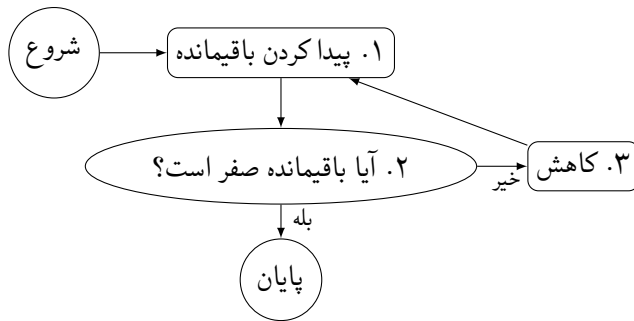 شروع
۱. پیدا کردن باقیمانده
۲. آیا باقیمانده صفر است؟
خیر
۳. کاهش
بله
پایان